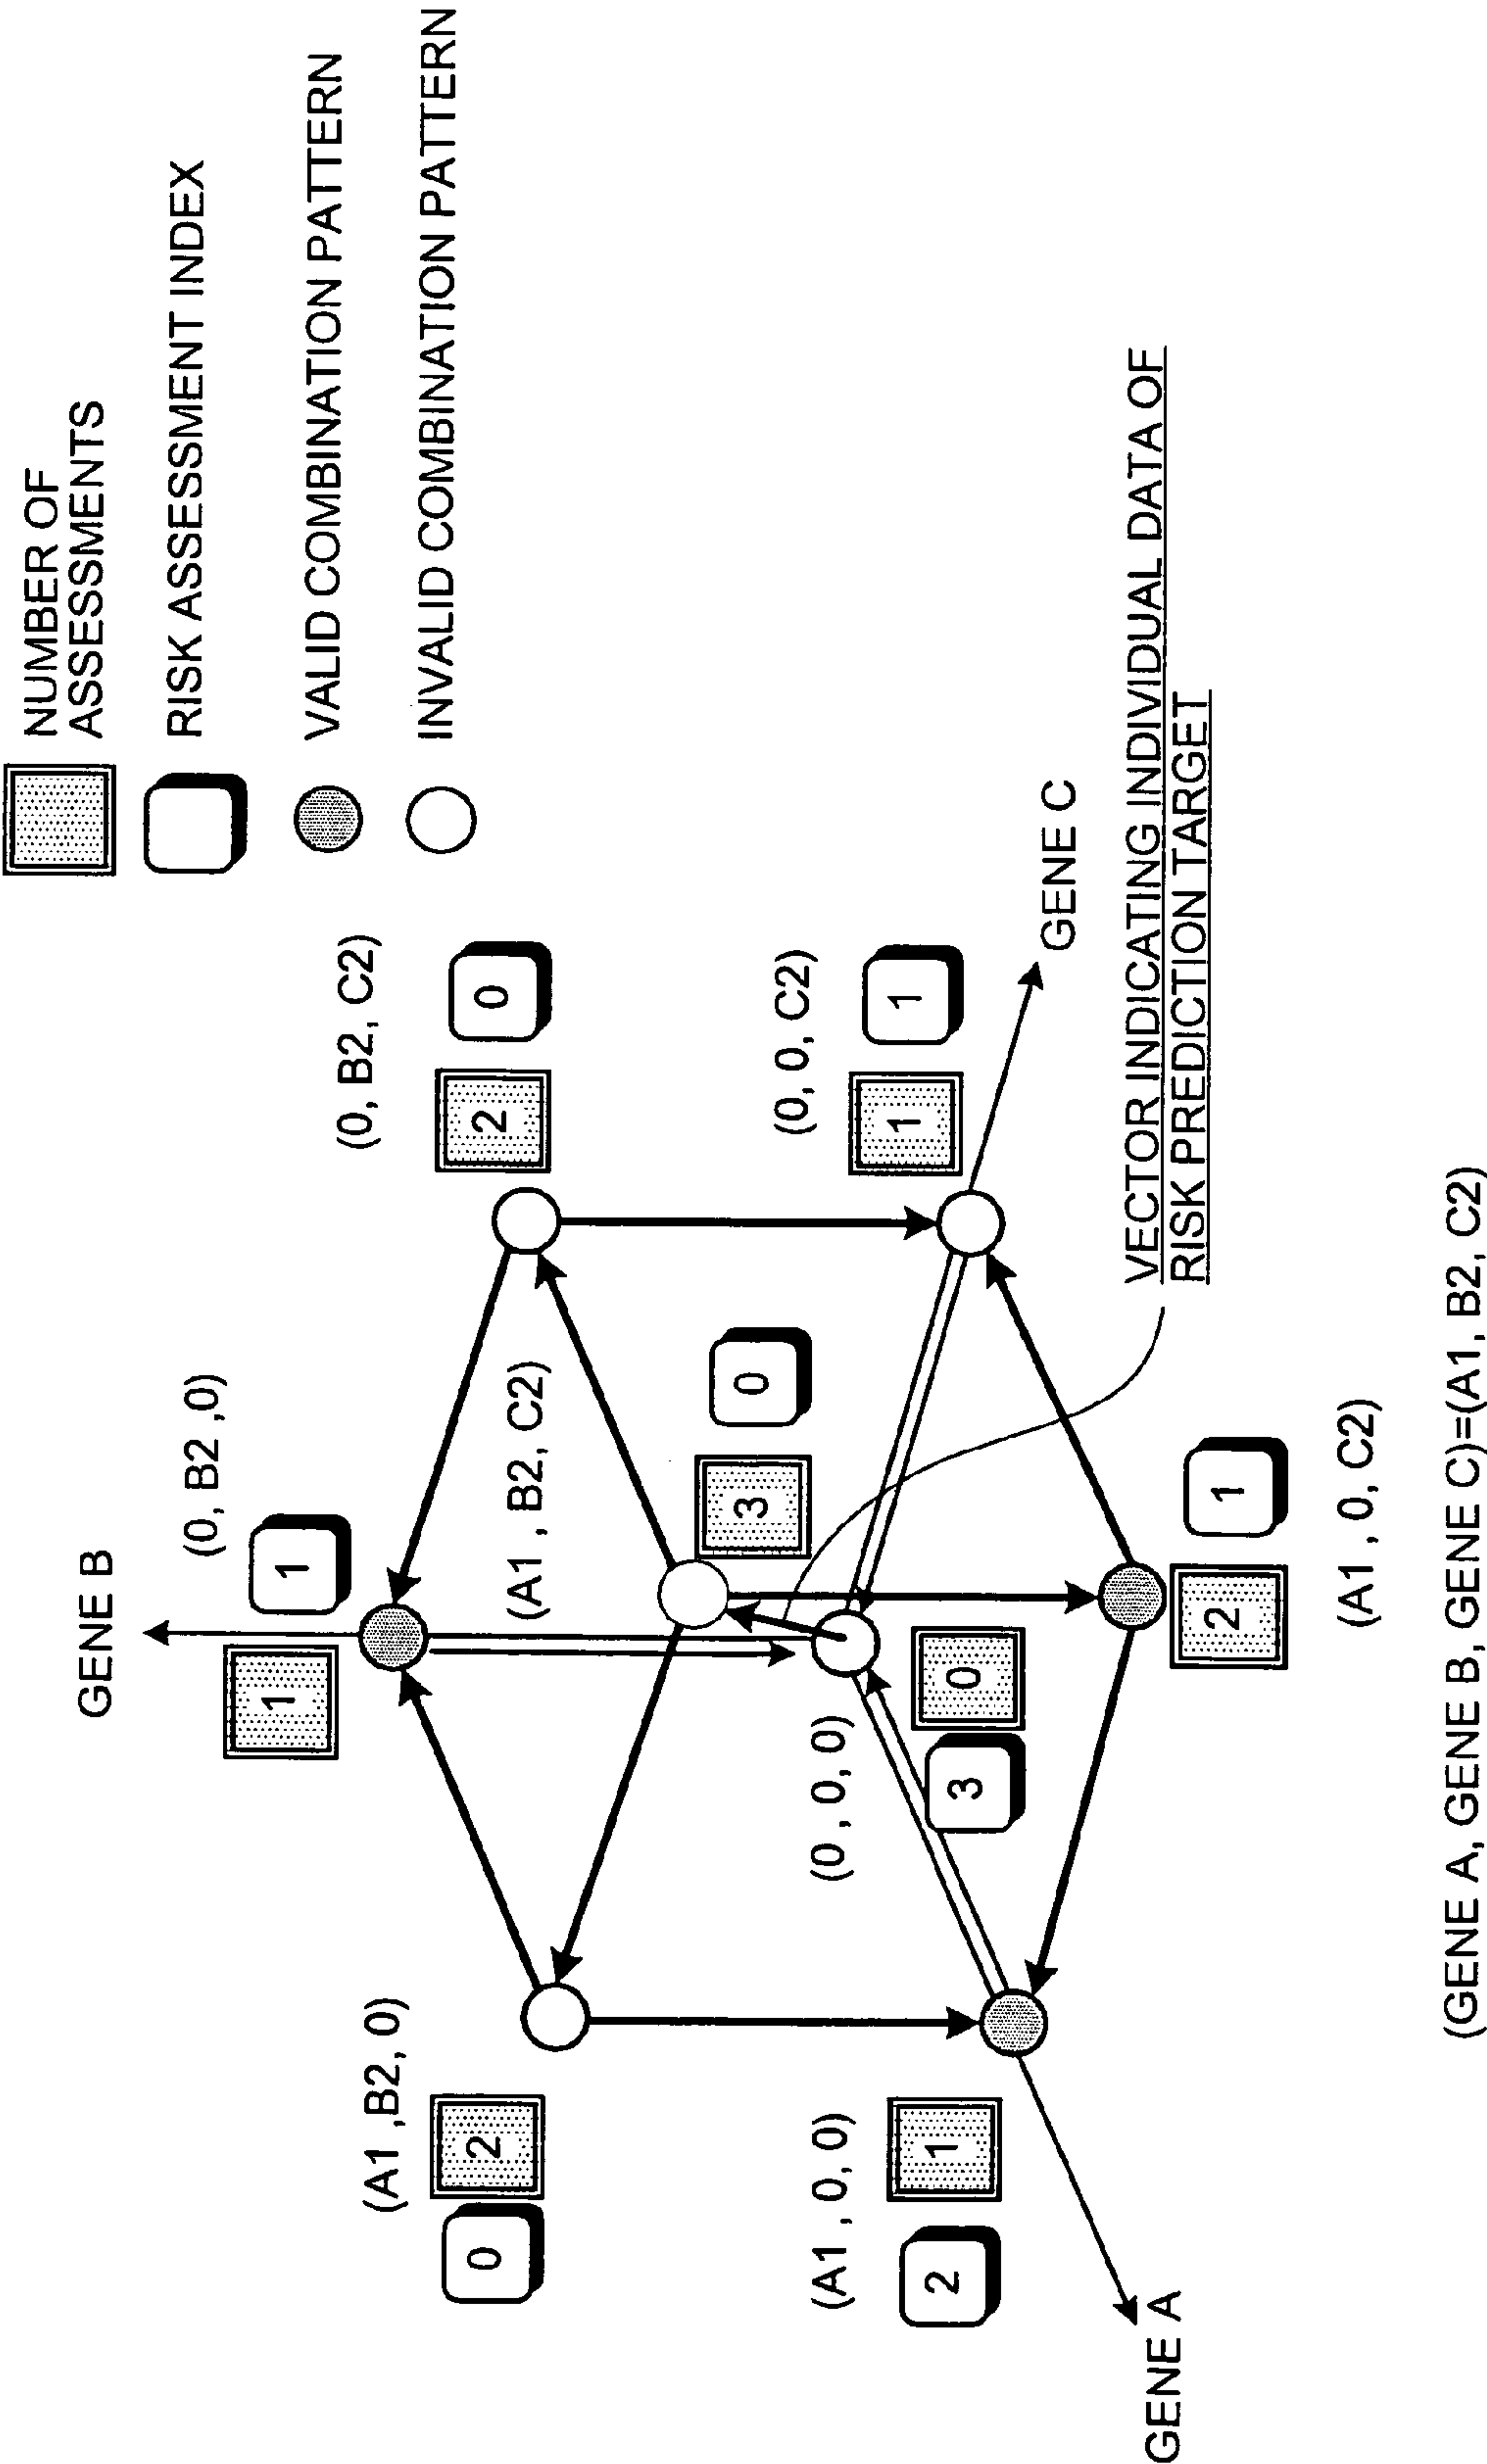 NUMBER OF
ASSESSMENTS
RISK ASSESSMENT INDEX
VALID COMBINATION PATTERN
INVALID COMBINATION PATTERN
GENE B
(0, B2 ,0)
1
1
(0, B2, C2)
2
0
(A1 ,B2, 0)
0
2
(A1 , B2, C2)
3
0
(0, 0, C2)
1
1
(0 , 0, 0)
3
0
(A1 , 0, 0)
2
1
GENE C
VECTOR INDICATING INDIVIDUAL DATA OF
RISK PREDICTION TARGET
2
1
(A1 , 0, C2)
GENE A
(GENE A, GENE B, GENE C)=(A1, B2, C2)